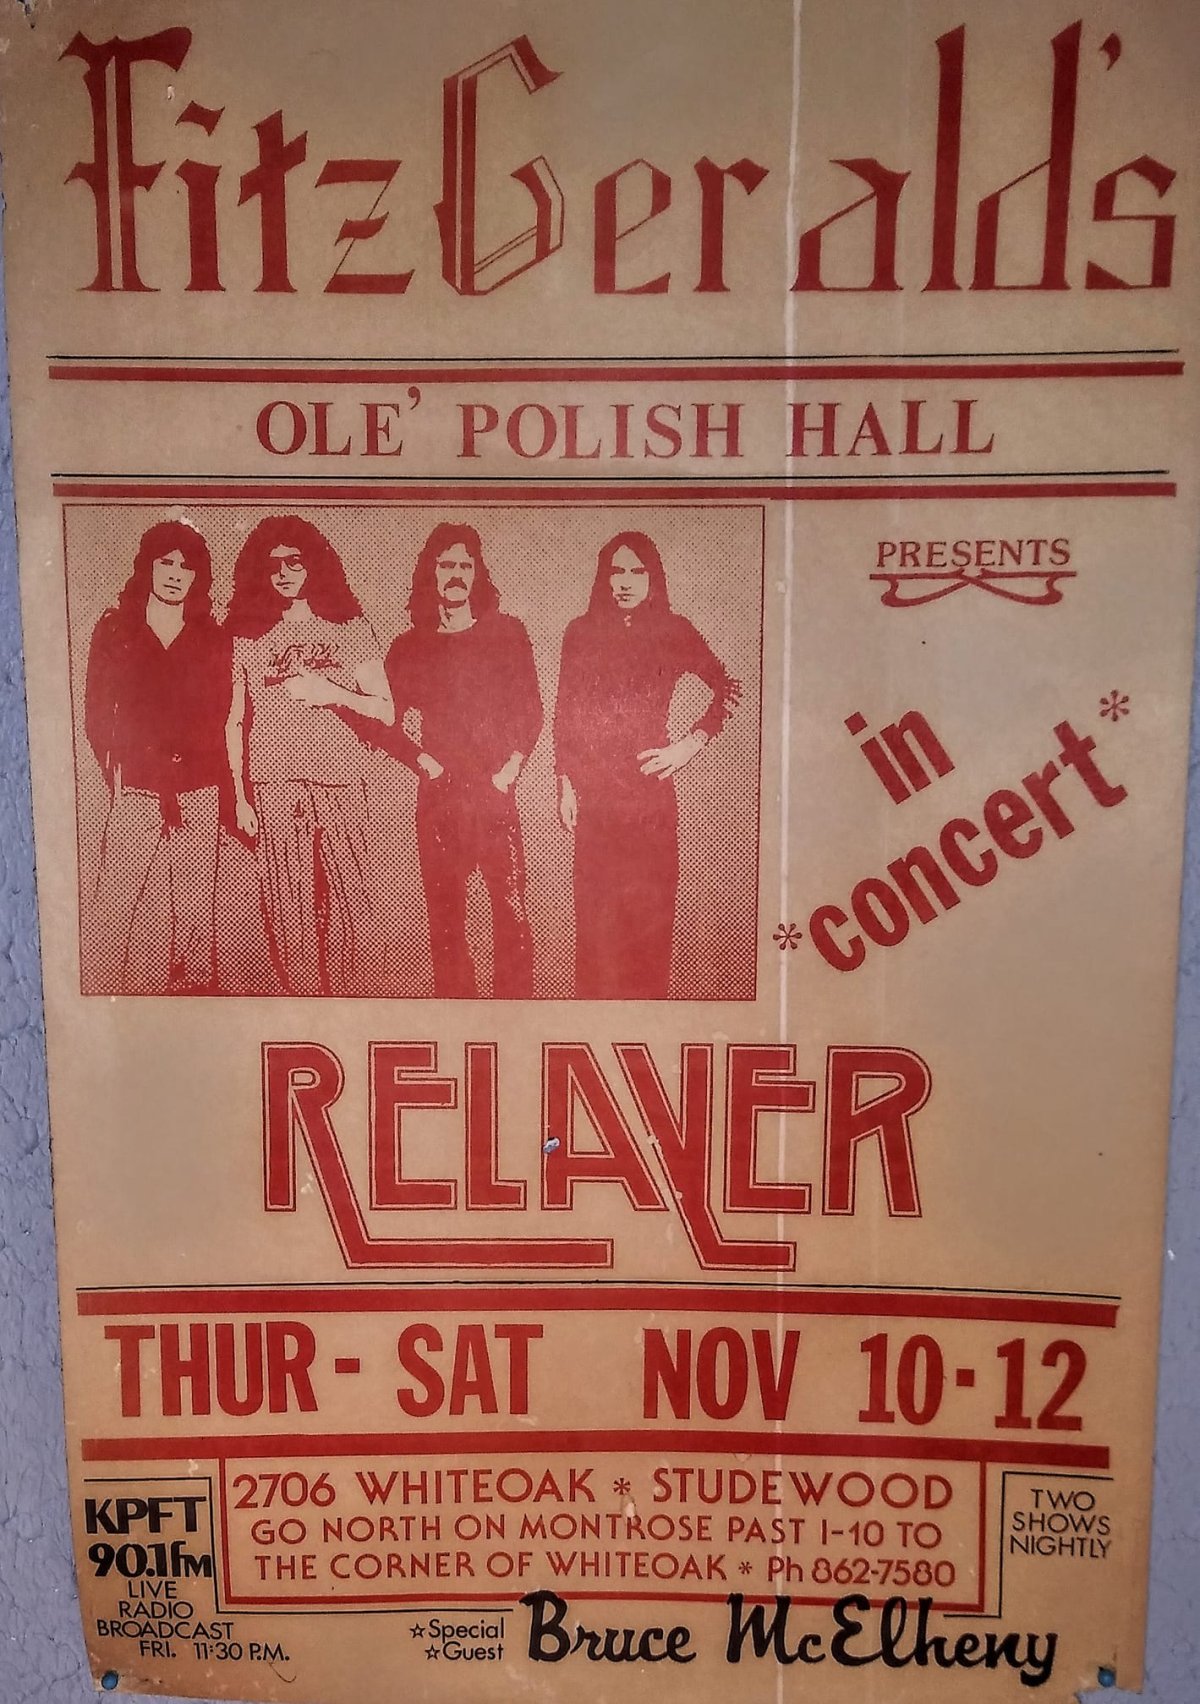 FitzGerald's
OLE' POLISH HALL
PRESENTS
in
*concert*
RELAYER
THUR - SAT NOV 10-12
2706 WHITEOAK * STUDEWOOD
GO NORTH ON MONTROSE PAST I-10 TO
THE CORNER OF WHITEOAK * Ph 862-7580
KPFT
90.1fm
LIVE
RADIO
BROADCAST
FRI. 11:30 P.M.
TWO
SHOWS
NIGHTLY
☆Special
☆Guest
Bruce McElheny